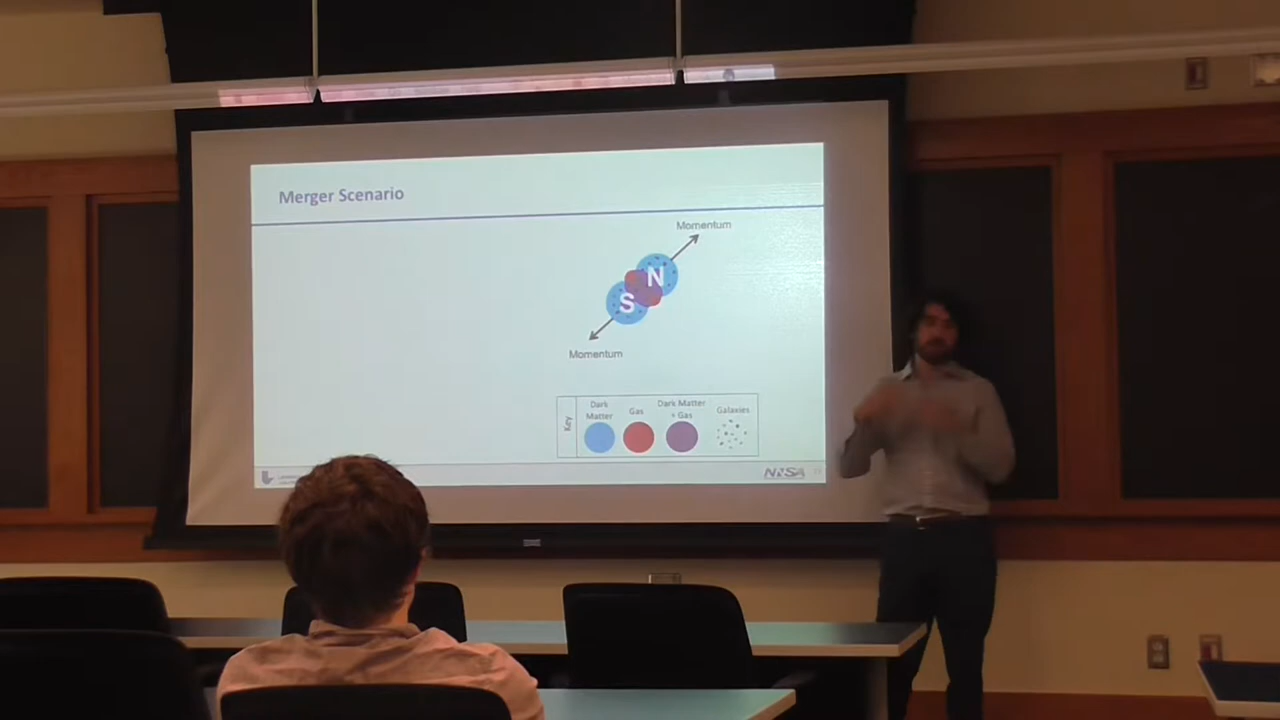 Merger Scenario
Momentum
N
S
Momentum
Key
Dark
Matter
Gas
Dark Matter
+ Gas
Galaxies
NNSA